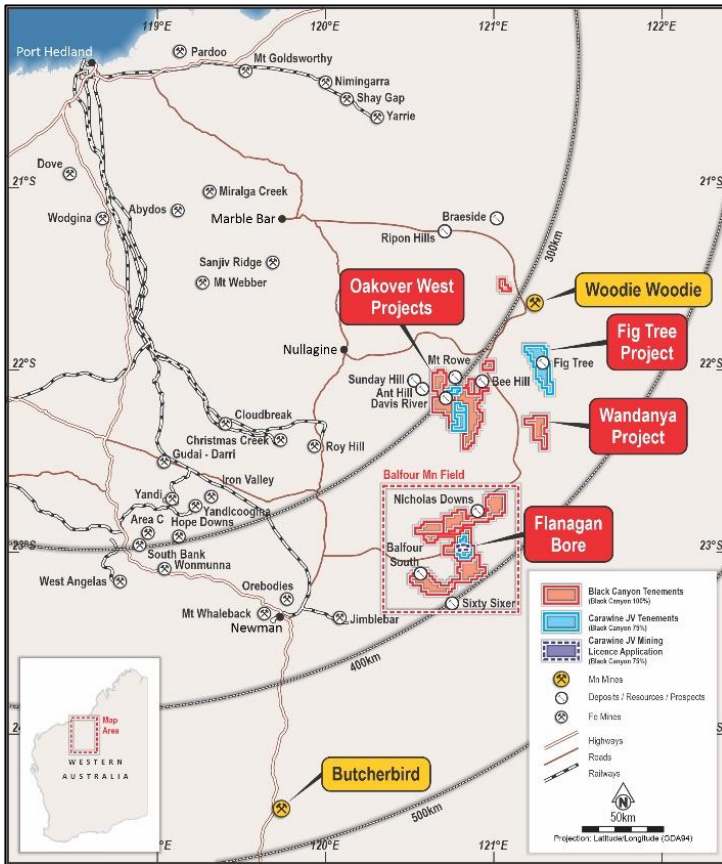 119°E
120°E
121°E
122°E
Port Hedland
Pardoo
Mt Goldsworthy
Nimingarra
Shay Gap
Yarrie
Dove
21°S
21°S
Miralga Creek
Abydos
Wodgina
Marble Bar
Braeside
Ripon Hills
300km
Sanjiv Ridge
Mt Webber
Oakover West
Projects
Woodie Woodie
Fig Tree
Project
Nullagine
22°S
22°S
Mt Rowe
Fig Tree
Sunday Hill
Bee Hill
Ant Hill
Davis River
Cloudbreak
Christmas Creek
Roy Hill
Wandanya
Project
Gudai - Darri
Iron Valley
Balfour Mn Field
Yandi
Yandicoogina
Nicholas Downs
Area C
Hope Downs
Flanagan
Bore
23°S
23°S
South Bank
Balfour
South
West Angelas
Wonmunna
Orebodies
Sixty Sixer
Mt Whaleback
Jimblebar
Newman
400km
Black Canyon Tenements
(Black Canyon 100%)
Carawine JV Tenements
(Black Canyon 75%)
Carawine JV Mining
Licence Application
(Black Canyon 75%)
Mn Mines
Deposits / Resources / Prospects
Fe Mines
Highways
Roads
Railways
N
50km
Projection: Latitude/Longitude (GDA94)
Map
Area
WESTERN
AUSTRALIA
24
Butcherbird
500km
119°E
120°E
121°E